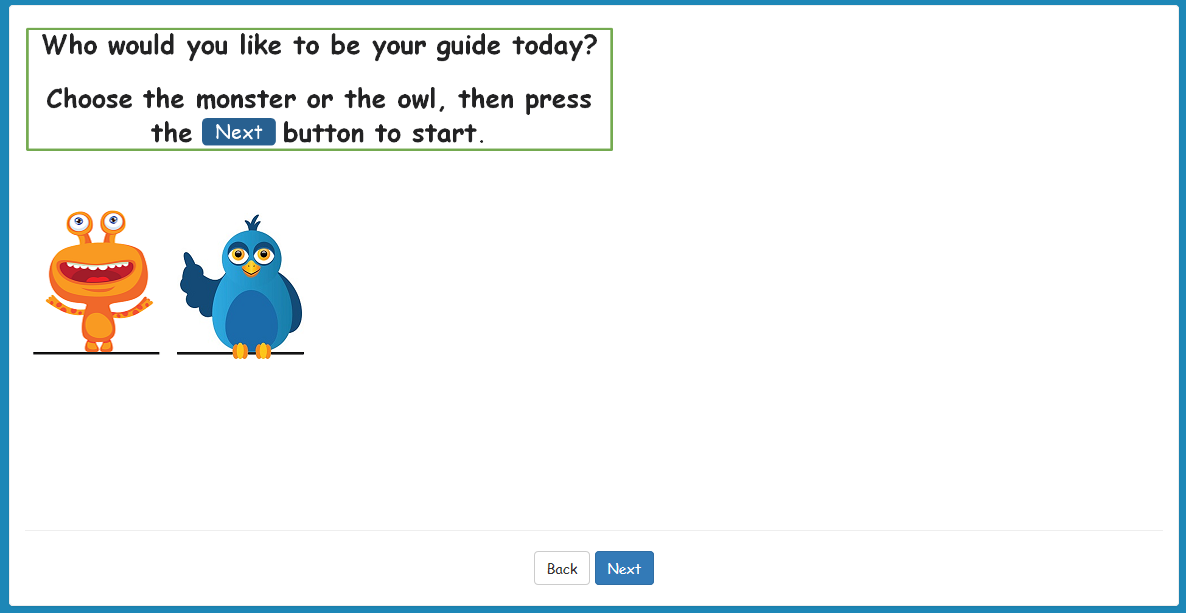 Who would you like to be your guide today?
Choose the monster or the owl, then press
the Next button to start.
Back Next